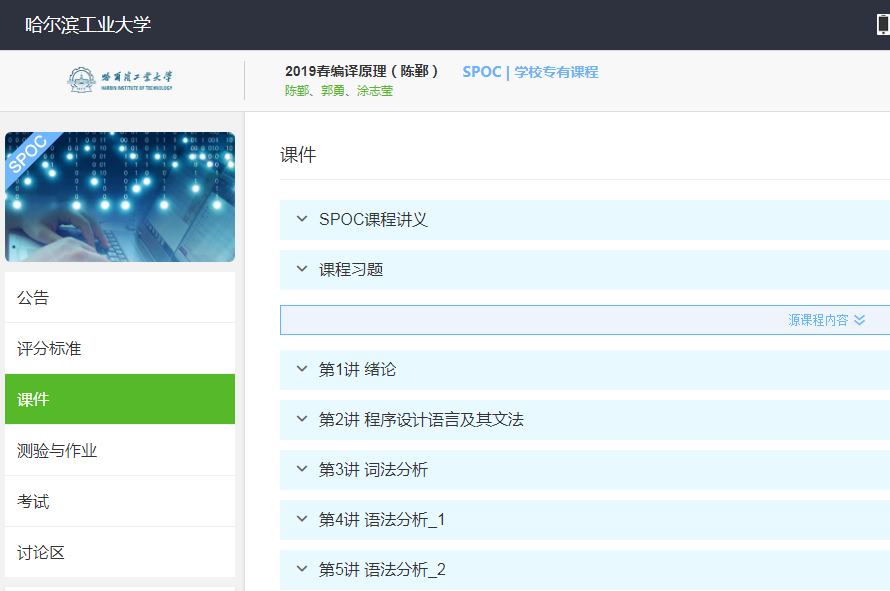 哈尔滨工业大学
哈尔滨工业大学
HARBIN INSTITUTE OF TECHNOLOGY
2019春编译原理（陈鄞）
SPOC | 学校专有课程
陈鄞、郭勇、涂志莹
SPOC
公告
评分标准
课件
测验与作业
考试
讨论区
课件
SPOC课程讲义
课程习题
源课程内容
第1讲 绪论
第2讲 程序设计语言及其文法
第3讲 词法分析
第4讲 语法分析_1
第5讲 语法分析_2